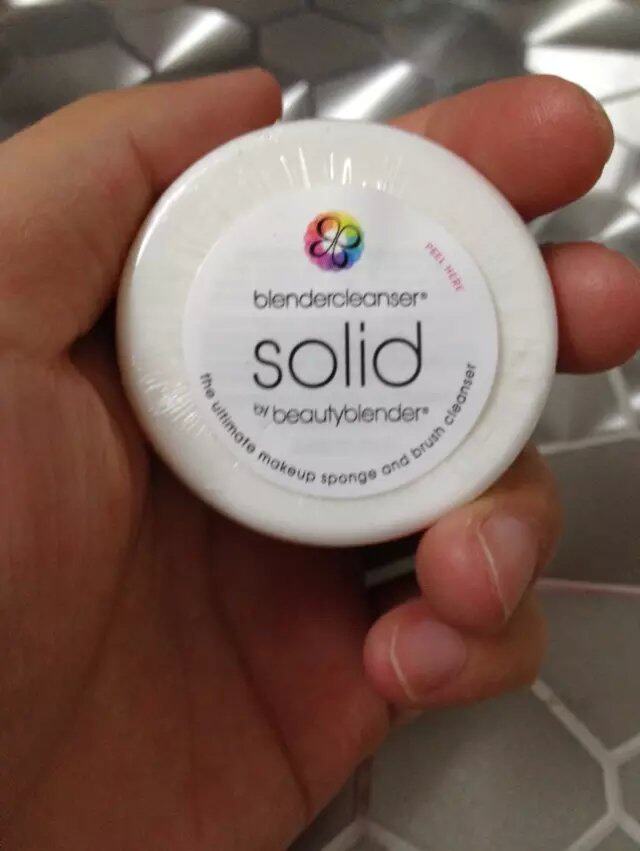 PEEL HERE
blendercleanser®
solid
by beautyblender®
the ultimate makeup sponge and brush cleanser